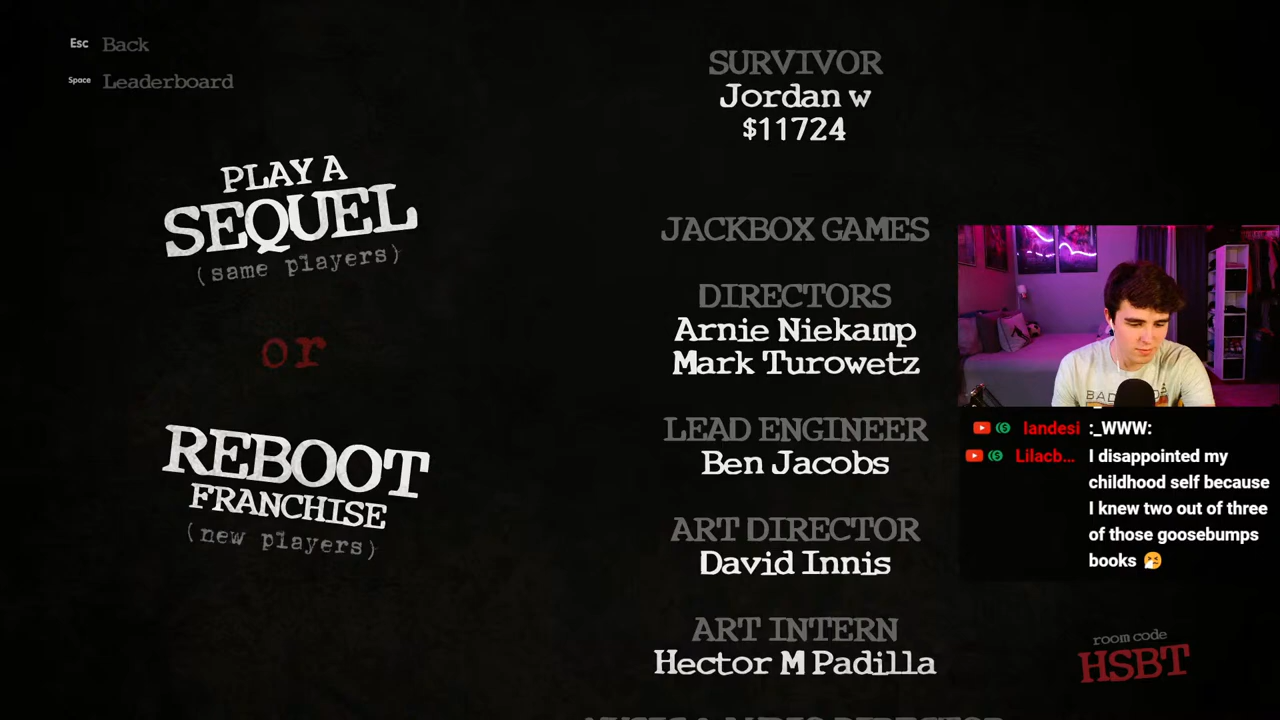 Esc Back
Space Leaderboard
PLAY A
SEQUEL
(same players)
or
REBOOT
FRANCHISE
(new players)
SURVIVOR
Jordan w
$11724
JACKBOX GAMES
DIRECTORS
Arnie Niekamp
Mark Turowetz
LEAD ENGINEER
Ben Jacobs
ART DIRECTOR
David Innis
ART INTERN
Hector M Padilla
Iandesi :_WWW:
Lilacb... I disappointed my
childhood self because
I knew two out of three
of those goosebumps
books 🤧
room code
HSBT